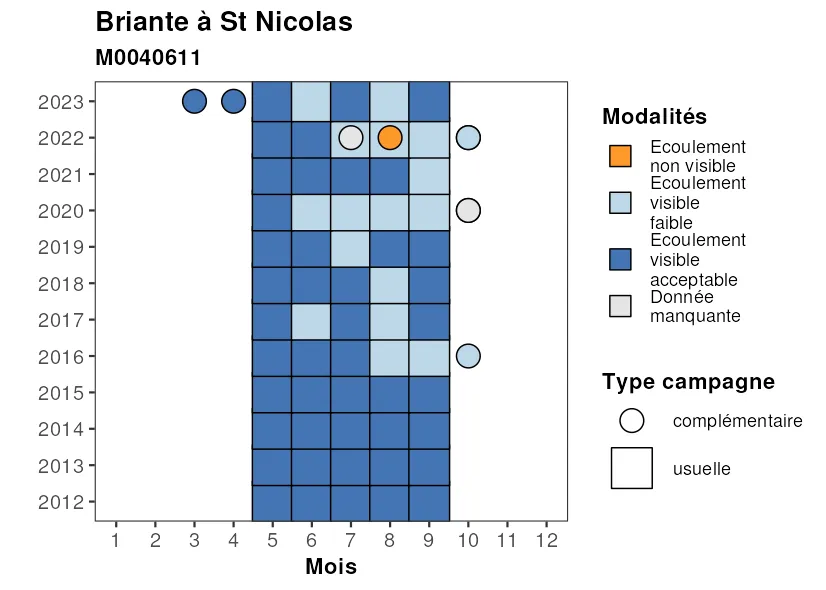 Briante à St Nicolas
M0040611
2023
2022
2021
2020
2019
2018
2017
2016
2015
2014
2013
2012
1 2 3 4 5 6 7 8 9 10 11 12
Mois
Modalités
Ecoulement
non visible
Ecoulement
visible
faible
Ecoulement
visible
acceptable
Donnée
manquante
Type campagne
complémentaire
usuelle